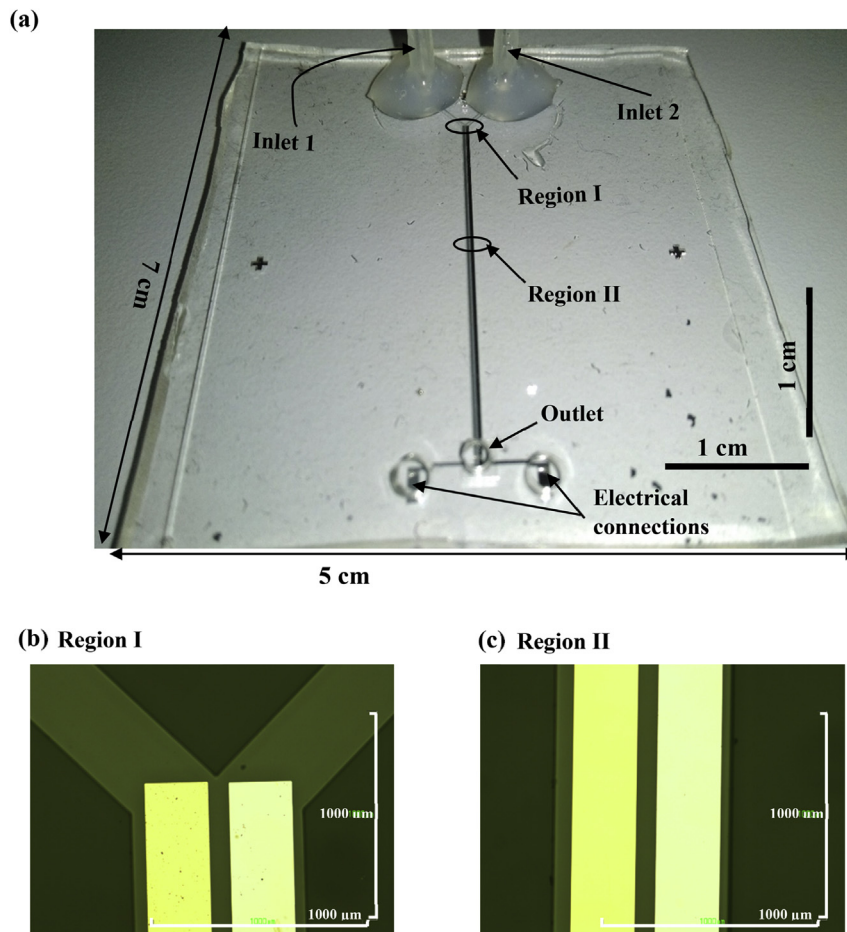 (a)
Inlet 1
Inlet 2
Region I
7 cm
Region II
1 cm
Outlet
1 cm
Electrical
connections
5 cm
(b) Region I
(c) Region II
1000 µm
1000 µm
1000 µm
1000 µm